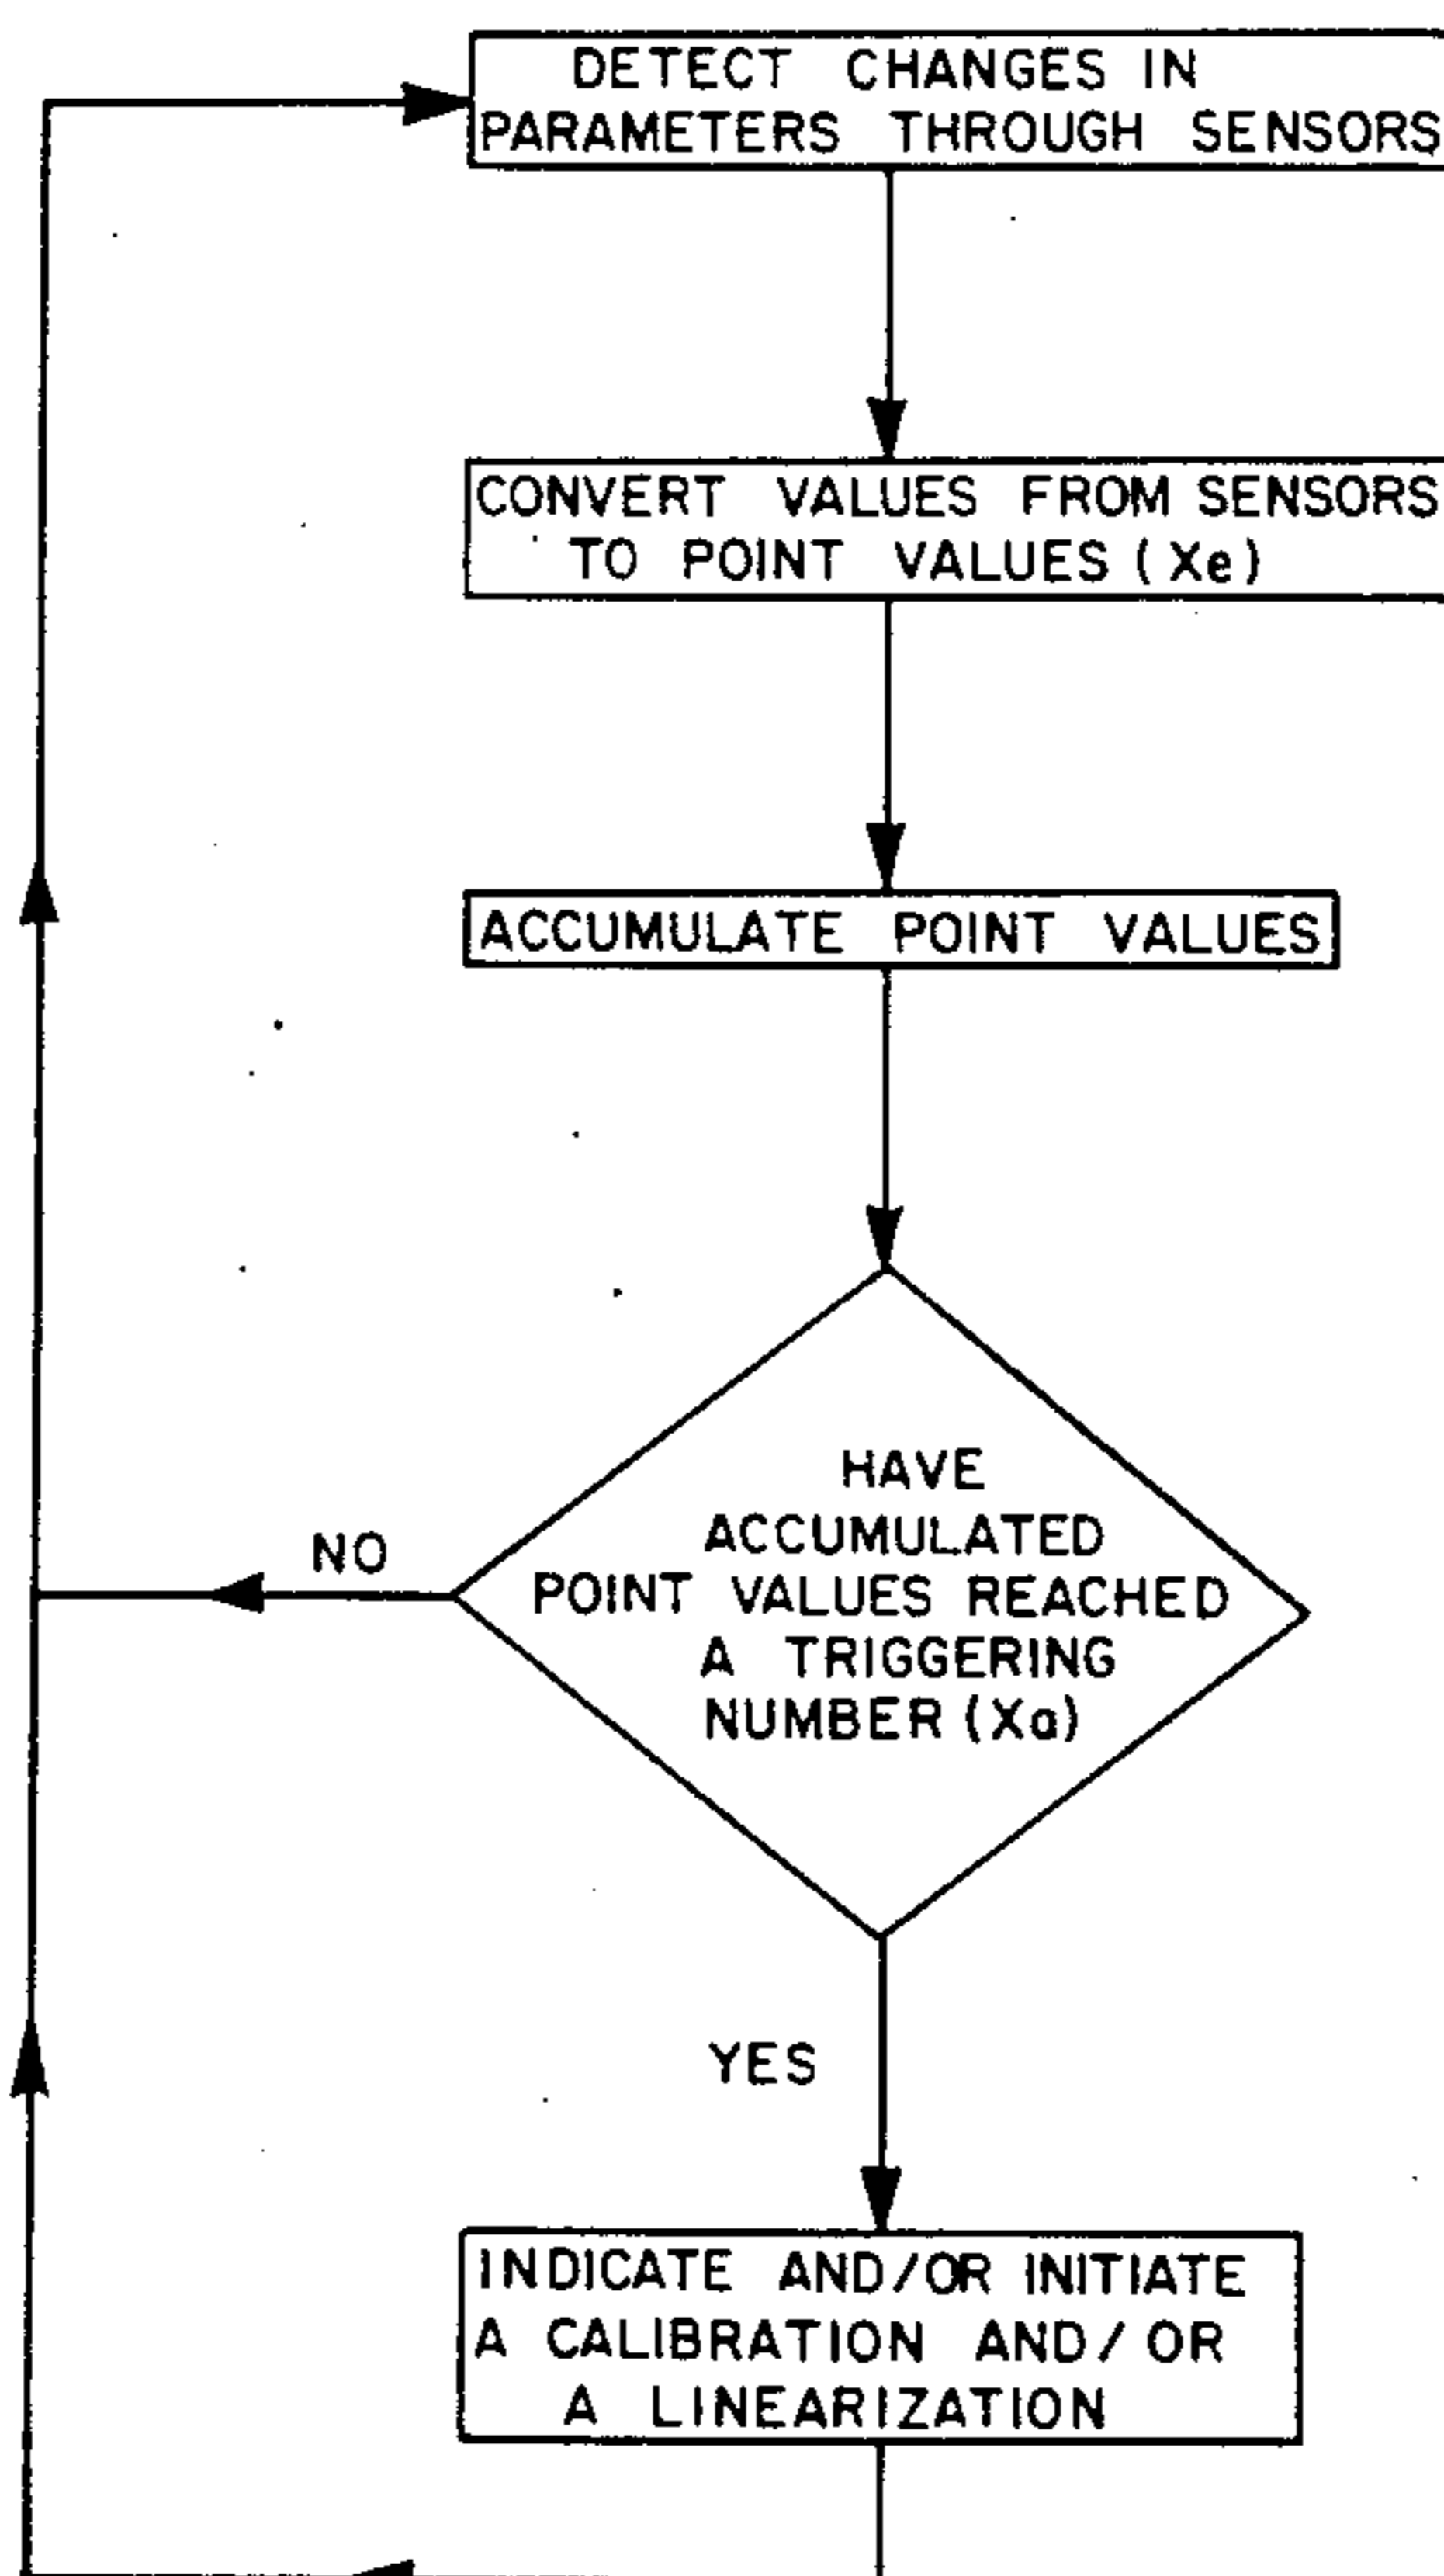 DETECT CHANGES IN
PARAMETERS THROUGH SENSORS
CONVERT VALUES FROM SENSORS
TO POINT VALUES (Xe)
ACCUMULATE POINT VALUES
HAVE
ACCUMULATED
POINT VALUES REACHED
A TRIGGERING
NUMBER (Xa)
NO
YES
INDICATE AND/OR INITIATE
A CALIBRATION AND/OR
A LINEARIZATION